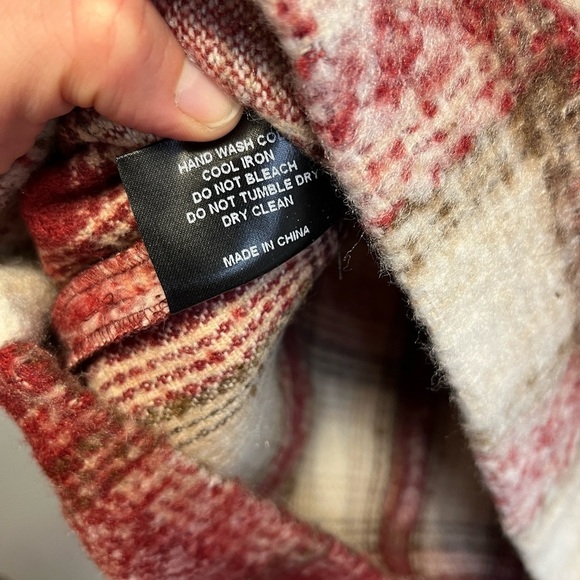 HAND WASH CO
COOL IRON
DO NOT BLEACH
DO NOT TUMBLE DRY
DRY CLEAN
MADE IN CHINA